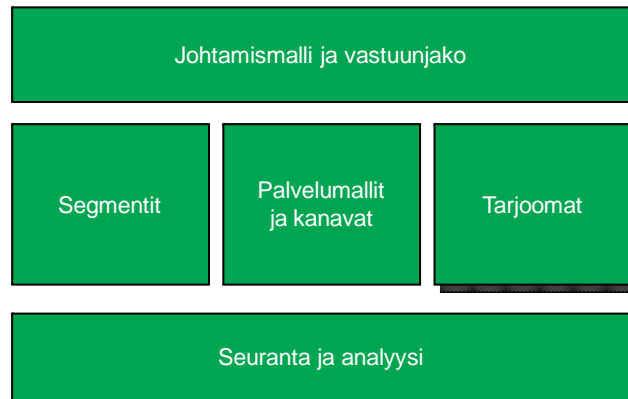 Johtamismalli ja vastuunjako
Segmentit
Palvelumallit
ja kanavat
Tarjoomat
Seuranta ja analyysi